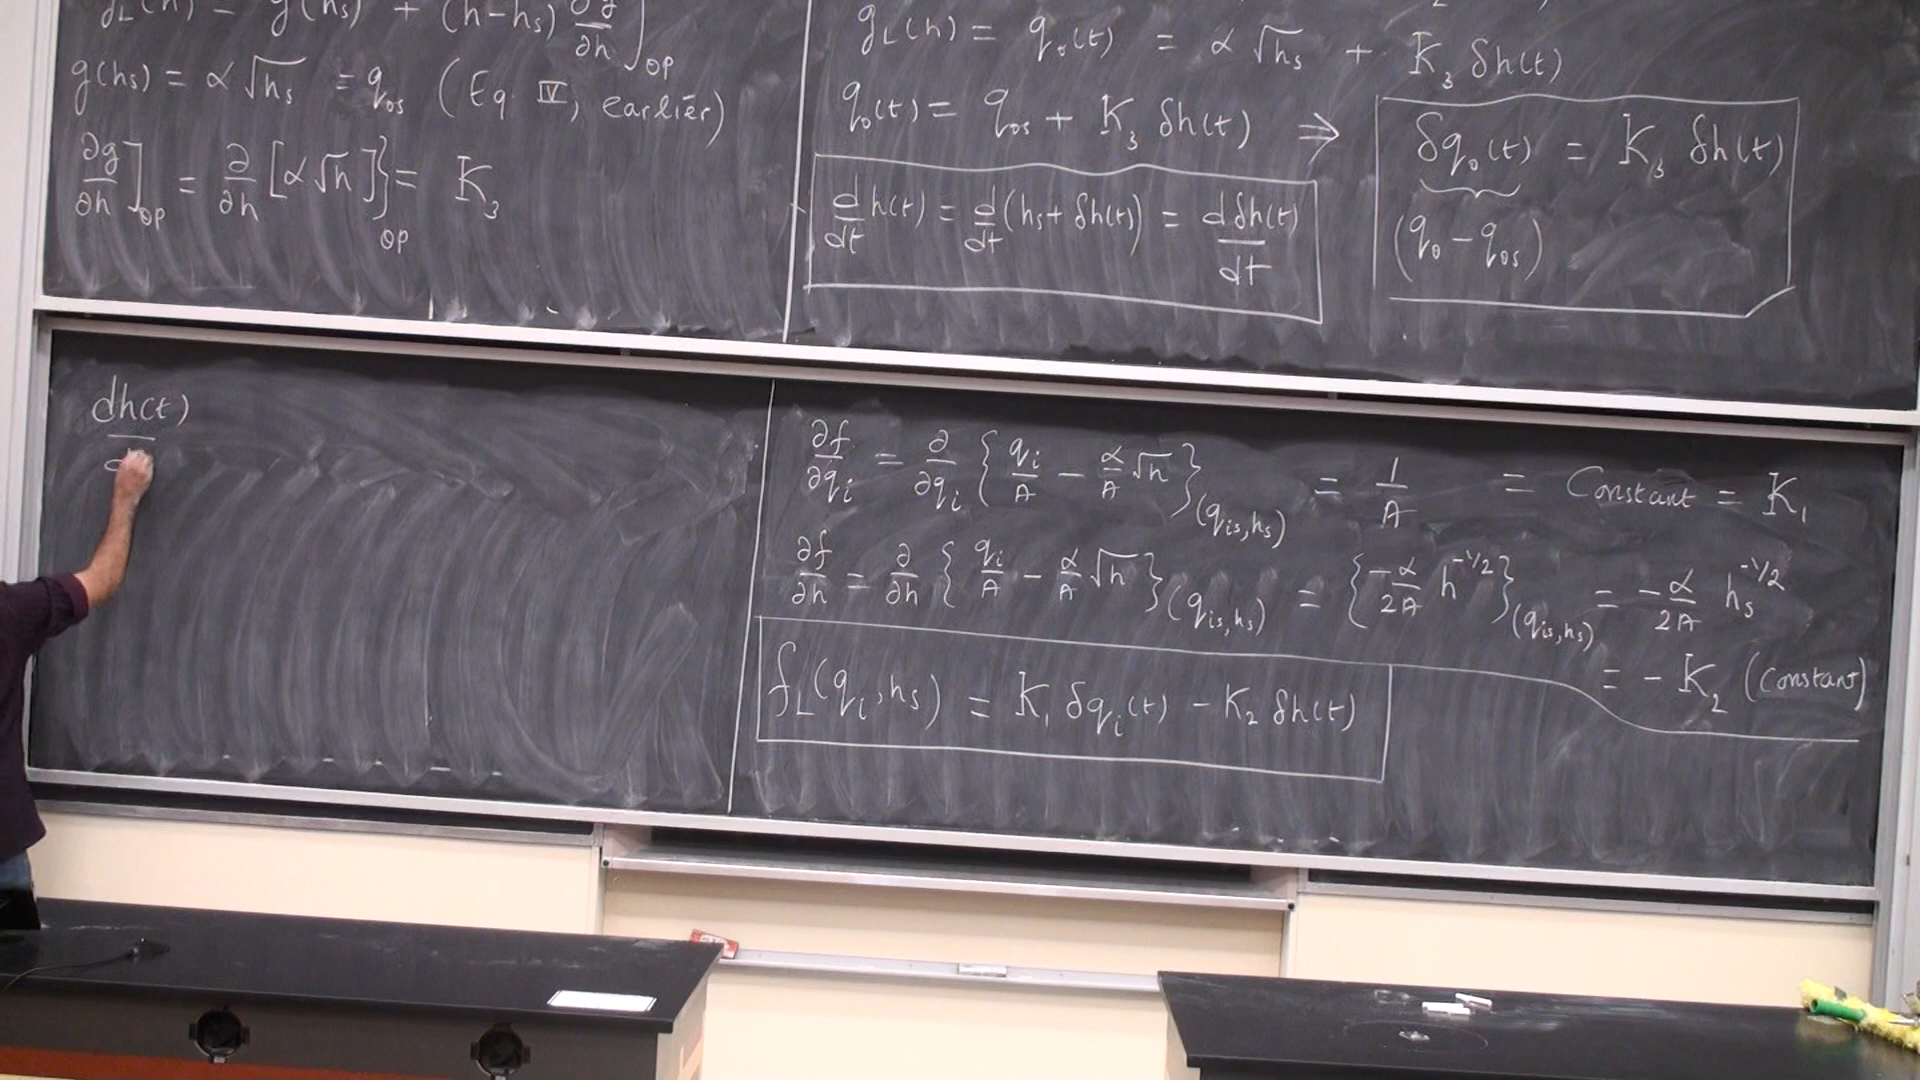 g_L(h) = g(h_s) + (h-h_s) ∂g/∂h]_OP
g(h_s) = α √h_s = q_os (Eq IV, earlier)
∂g/∂h]_OP = ∂/∂h [α √h]}_OP = K_3
g_L(h) = q_o(t) = α √h_s + K_3 δh(t)
q_o(t) = q_os + K_3 δh(t) ⇒ δq_o(t) = K_3 δh(t)
(q_o - q_os)
d/dt h(t) = d/dt (h_s + δh(t)) = dδh(t)/dt
dh(t)
∂f/∂q_i = ∂/∂q_i {q_i/A - α/A √h}_(q_is, h_s) = 1/A = Constant = K_1
∂f/∂h = ∂/∂h {q_i/A - α/A √h}_(q_is, h_s) = {-α/2A h^-1/2}_(q_is, h_s) = -α/2A h_s^-1/2
= - K_2 (Constant)
f_L(q_i, h_s) = K_1 δq_i(t) - K_2 δh(t)